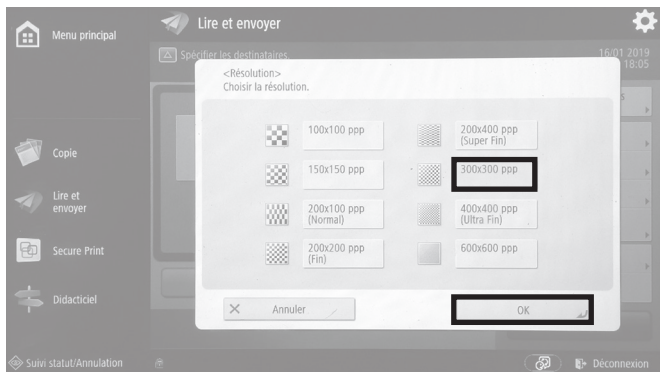 Menu principal
Lire et envoyer
Spécifier les destinataires.
16/01 2019
18:05
<Résolution>
Choisir la résolution.
100x100 ppp
200x400 ppp
(Super Fin)
150x150 ppp
300x300 ppp
200x100 ppp
(Normal)
400x400 ppp
(Ultra Fin)
200x200 ppp
(Fin)
600x600 ppp
Annuler
OK
Copie
Lire et
envoyer
Secure Print
Didacticiel
Suivi statut/Annulation
Déconnexion